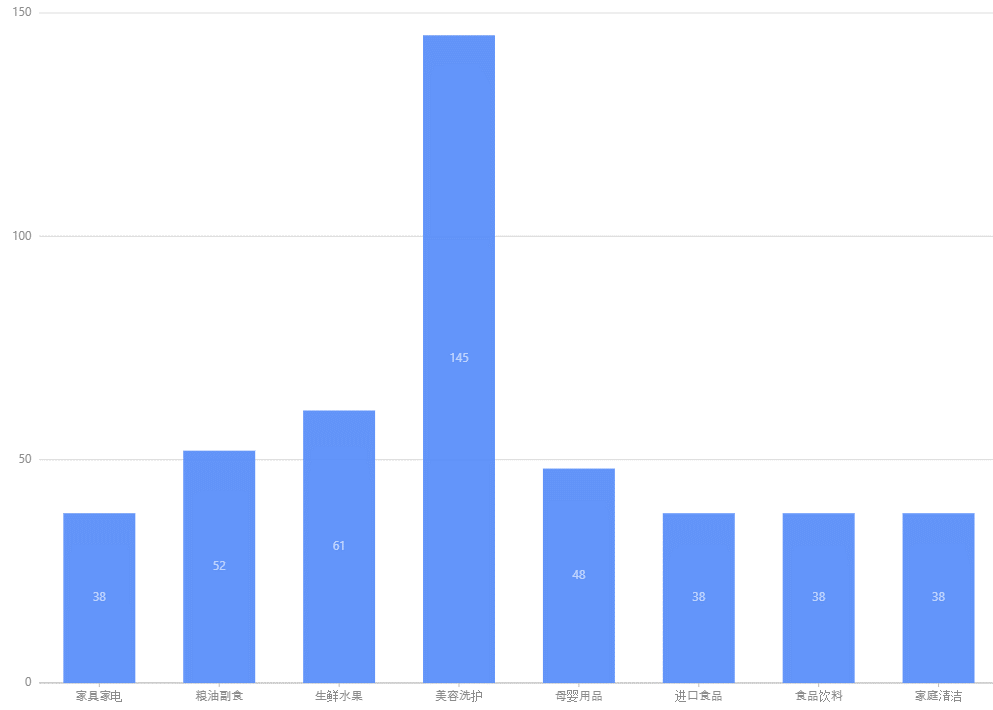 150
100
50
0
38
52
61
145
48
38
38
38
家具家电
粮油副食
生鲜水果
美容洗护
母婴用品
进口食品
食品饮料
家庭清洁